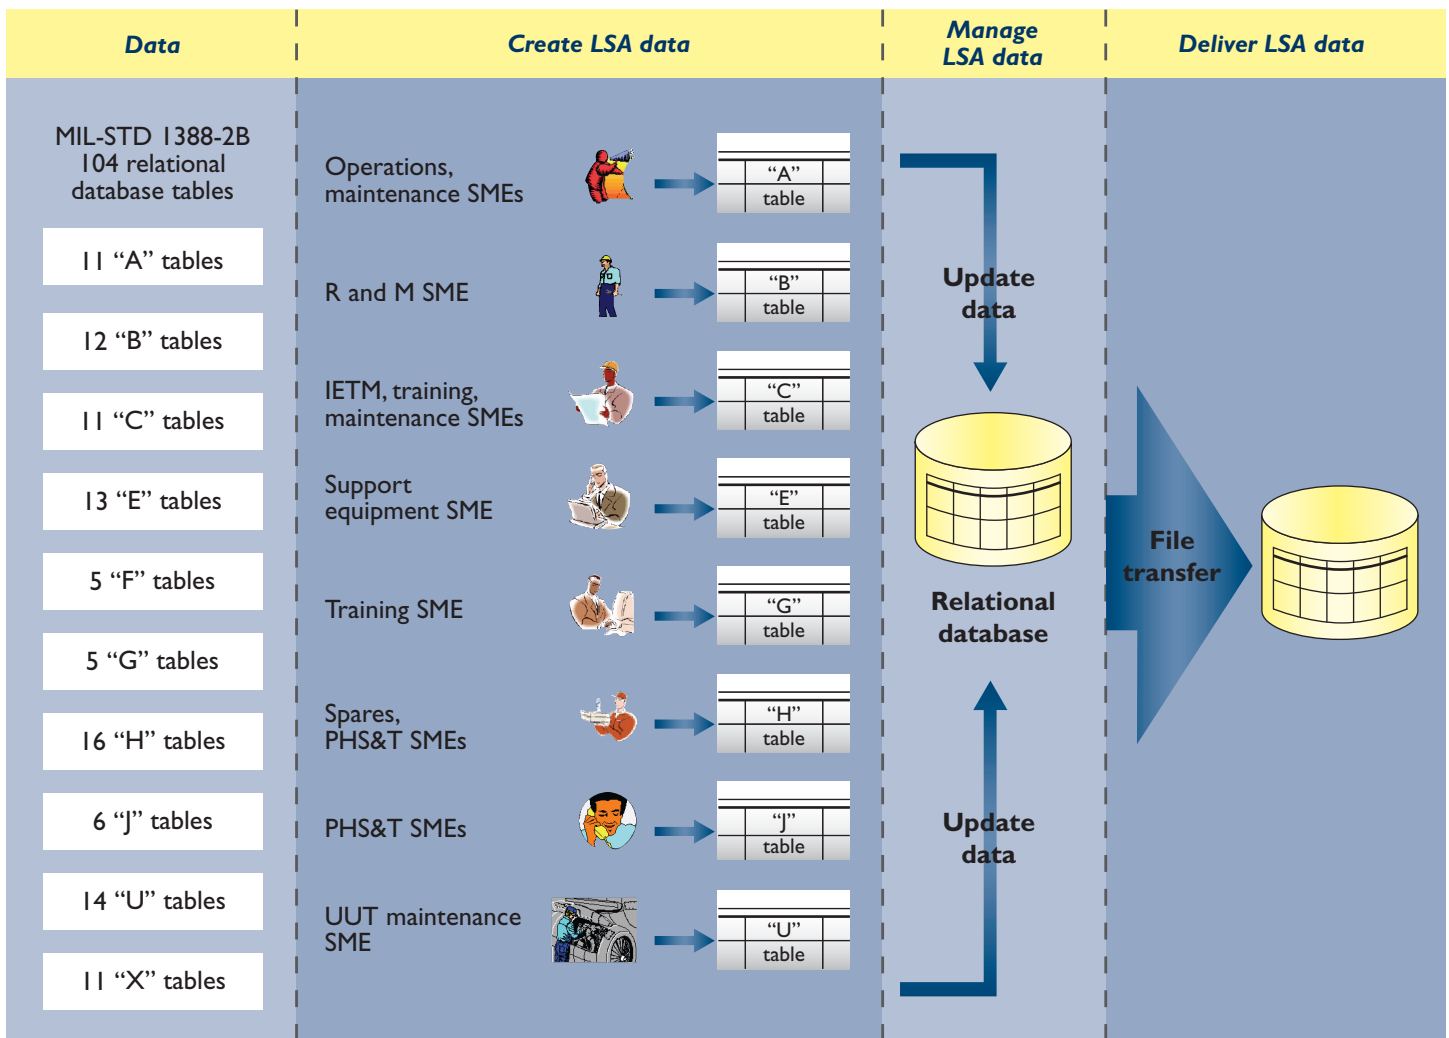 Data
Create LSA data
Manage
LSA data
Deliver LSA data
MIL-STD 1388-2B
104 relational
database tables
11 “A” tables
12 “B” tables
11 “C” tables
13 “E” tables
5 “F” tables
5 “G” tables
16 “H” tables
6 “J” tables
14 “U” tables
11 “X” tables
Operations,
maintenance SMEs
“A”
table
R and M SME
“B”
table
IETM, training,
maintenance SMEs
“C”
table
Support
equipment SME
“E”
table
Training SME
“G”
table
Spares,
PHS&T SMEs
“H”
table
PHS&T SMEs
“J”
table
UUT maintenance
SME
“U”
table
Update
data
Relational
database
Update
data
File
transfer